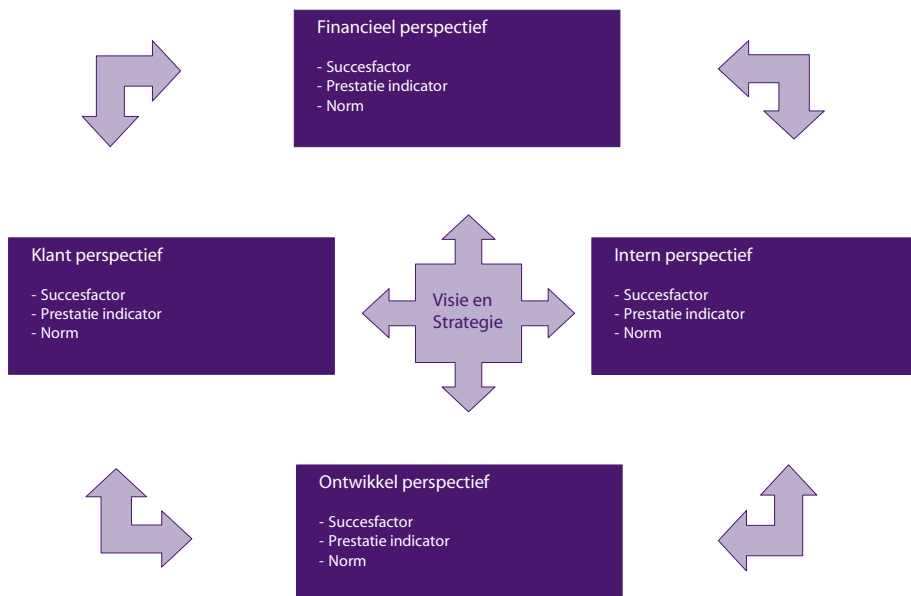 Financieel perspectief
- Succesfactor
- Prestatie indicator
- Norm
Klant perspectief
- Succesfactor
- Prestatie indicator
- Norm
Visie en
Strategie
Intern perspectief
- Succesfactor
- Prestatie indicator
- Norm
Ontwikkel perspectief
- Succesfactor
- Prestatie indicator
- Norm